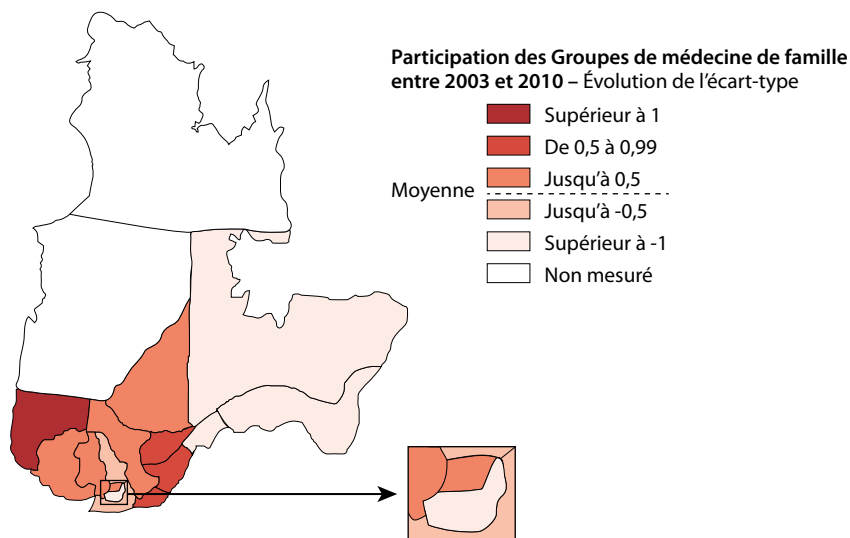 Participation des Groupes de médecine de famille
entre 2003 et 2010 – Évolution de l'écart-type
Supérieur à 1
De 0,5 à 0,99
Jusqu'à 0,5
Moyenne
Jusqu'à -0,5
Supérieur à -1
Non mesuré